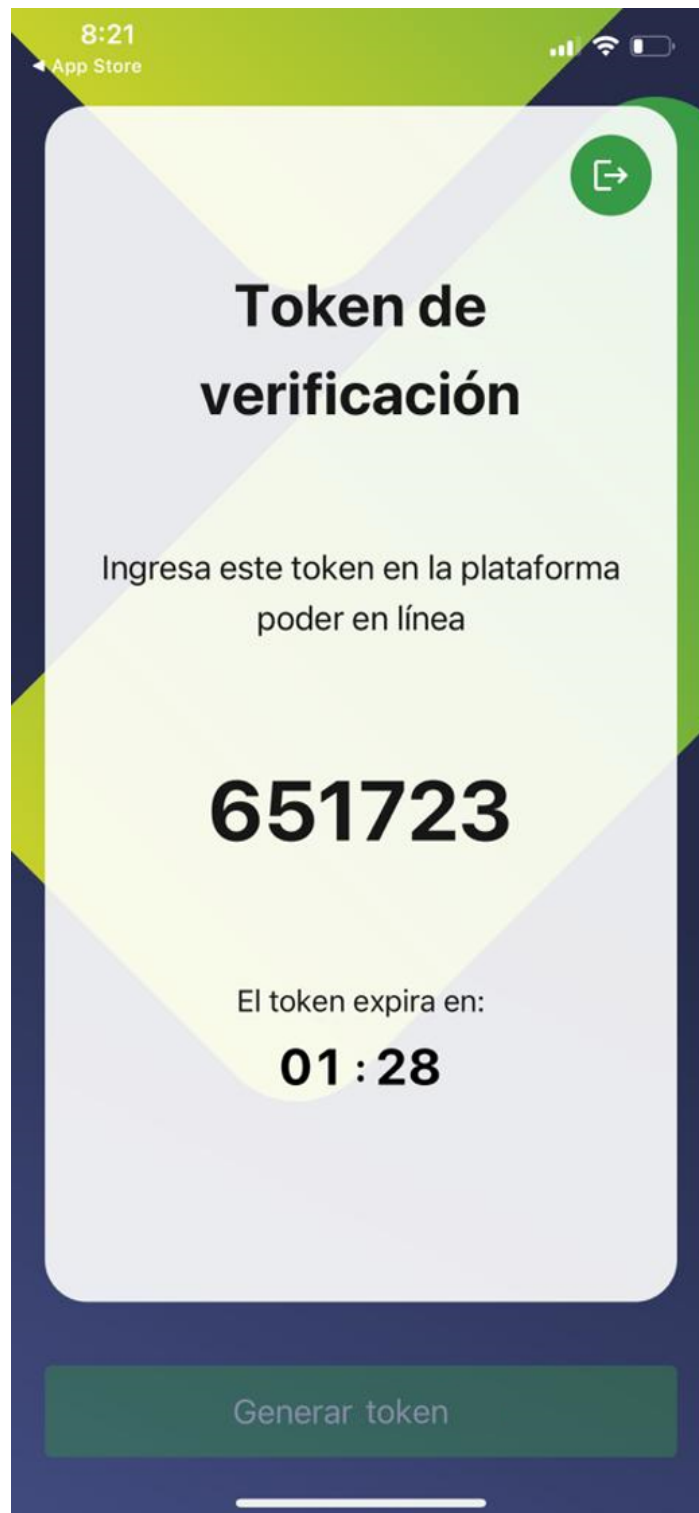 8:21
◀ App Store
Token de
verificación
Ingresa este token en la plataforma
poder en línea
651723
El token expira en:
01 : 28
Generar token